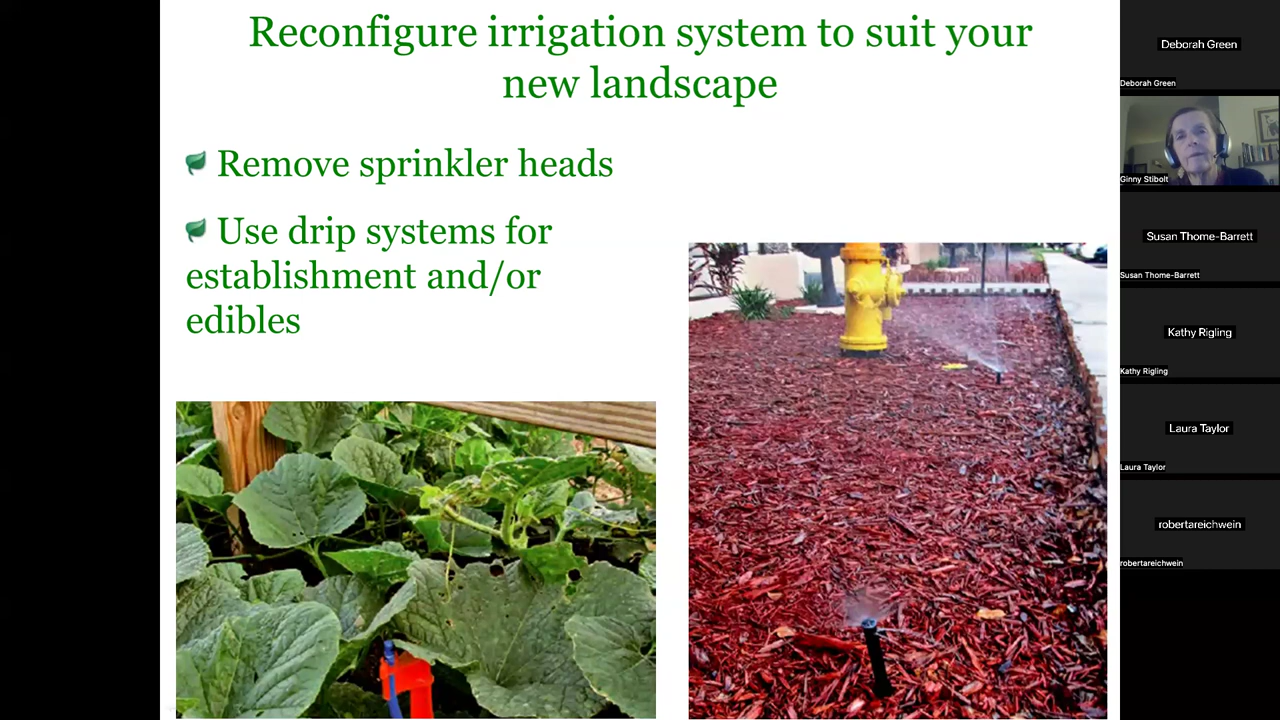 Reconfigure irrigation system to suit your
new landscape
Remove sprinkler heads
Use drip systems for
establishment and/or
edibles
Deborah Green
Deborah Green
Ginny Stibolt
Susan Thome-Barrett
Susan Thome-Barrett
Kathy Rigling
Kathy Rigling
Laura Taylor
Laura Taylor
robertareichwein
robertareichwein